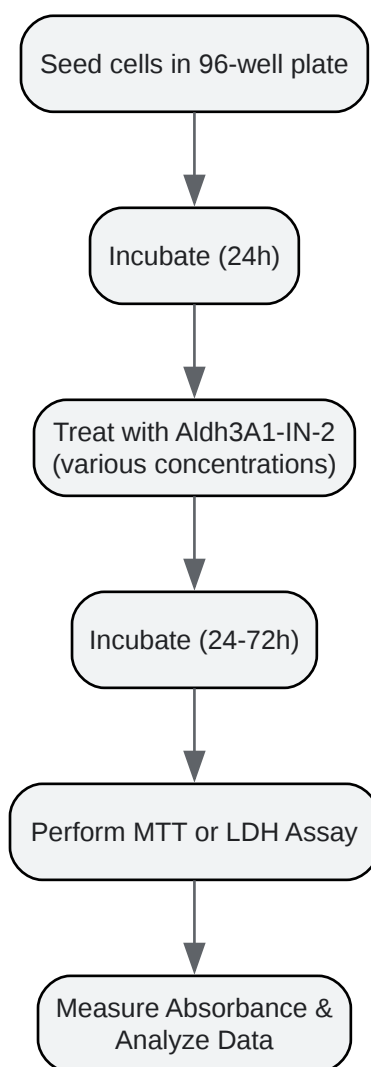 Seed cells in 96-well plate
Incubate (24h)
Treat with Aldh3A1-IN-2
(various concentrations)
Incubate (24-72h)
Perform MTT or LDH Assay
Measure Absorbance &
Analyze Data